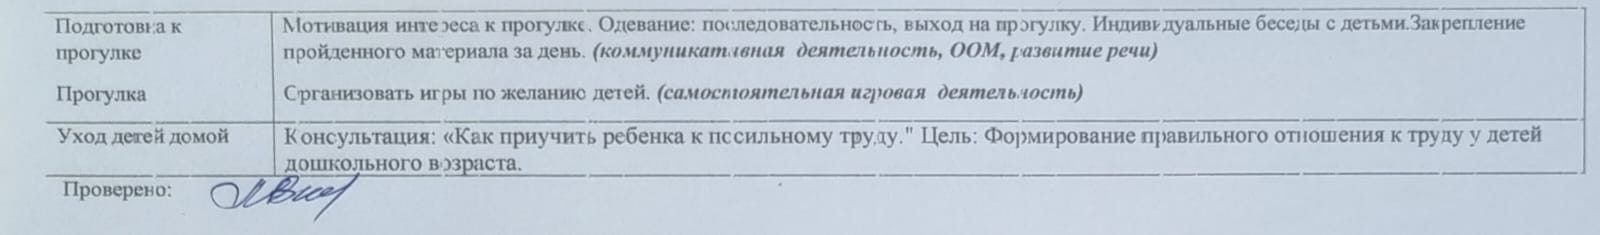 Подготовка к Мотивация интереса к прогулке. Одевание: последовательность, выход на прогулку. Индивидуальные беседы с детьми.Закрепление
прогулке пройденного материала за день. (коммуникативная деятельность, ООМ, развитие речи)
Прогулка Организовать игры по желанию детей. (самостоятельная игровая деятельность)
Уход детей домой Консультация: «Как приучить ребенка к посильному труду." Цель: Формирование правильного отношения к труду у детей
дошкольного возраста.
Проверено: